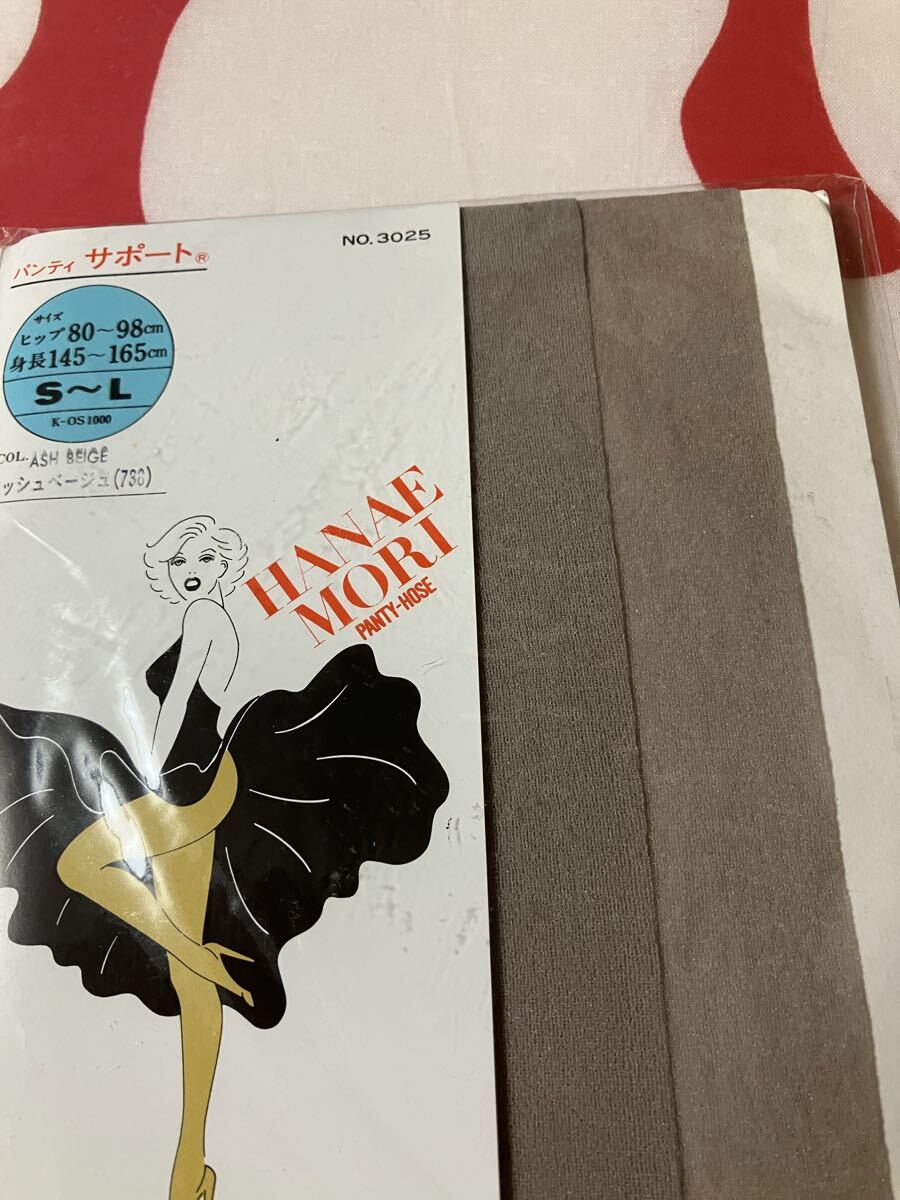 パンティ サポート®
NO. 3025
サイズ
ヒップ80〜98cm
身長145〜165cm
S〜L
K-OS1000
COL. ASH BEIGE
ッシュベージュ
HANAE
MORI
PANTY-HOSE